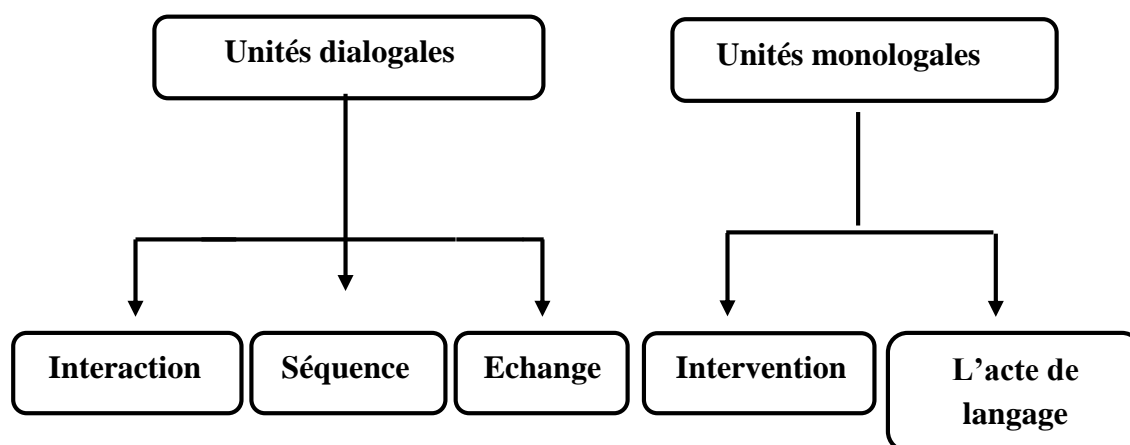 Unités dialogales
Unités monologales
Interaction
Séquence
Echange
Intervention
L’acte de
langage